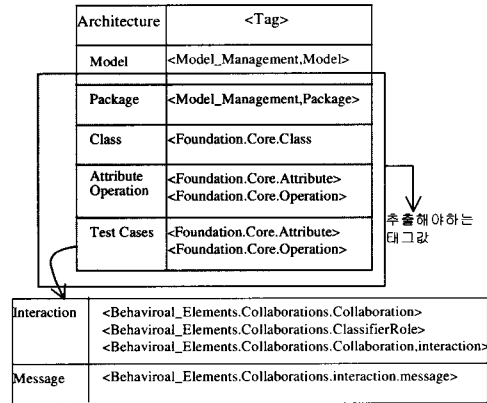 Architecture <Tag>
Model <Model_Management,Model>
Package <Model_Management,Package>
Class <Foundation.Core.Class
Attribute <Foundation.Core.Attribute>
Operation <Foundation.Core.Operation>
Test Cases <Foundation.Core.Attribute>
<Foundation.Core.Operation>
추출해야하는
태그값
Interaction <Behaviroal_Elements.Collaborations.Collaboration>
<Behaviroal_Elements.Collaborations.ClassifierRole>
<Behaviroal_Elements.Collaborations.Collaboration,interaction>
Message <Behaviroal_Elements.Collaborations.interaction.message>